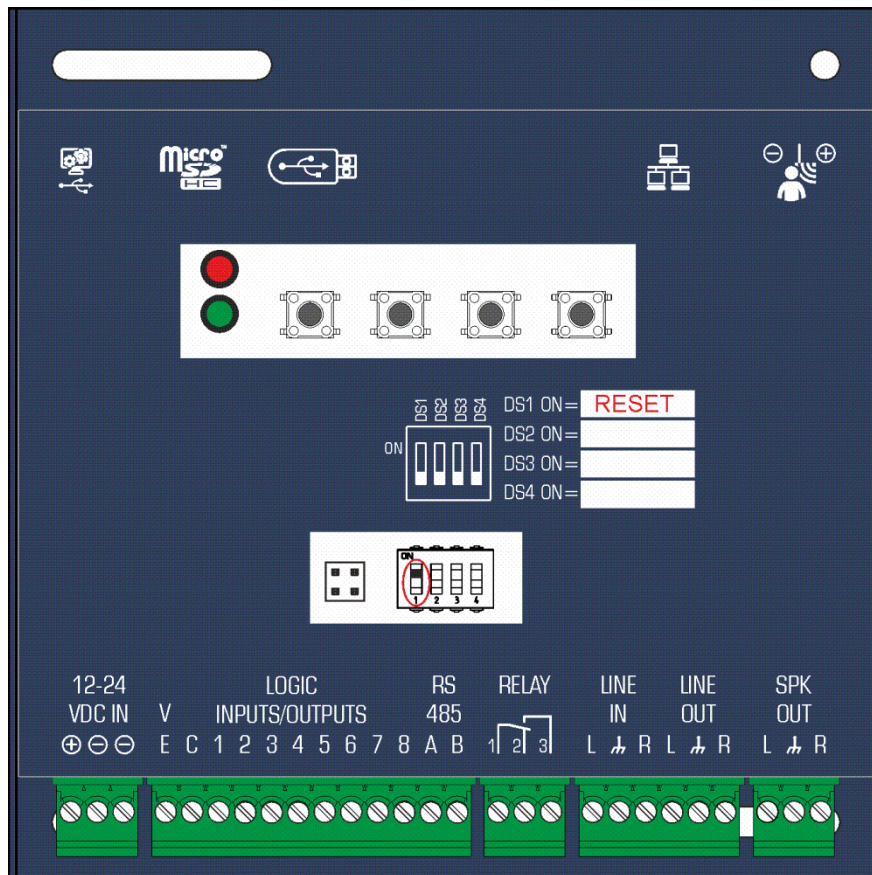 Micro™
SD
HC
DS1 DS2 DS3 DS4
ON
DS1 ON= RESET
DS2 ON=
DS3 ON=
DS4 ON=
ON
1 2 3 4
12-24 LOGIC RS RELAY LINE LINE SPK
VDC IN V INPUTS/OUTPUTS 485 IN OUT OUT
⊕ ⊖ ⊖ E C 1 2 3 4 5 6 7 8 A B 1 2 3 L R L R L R